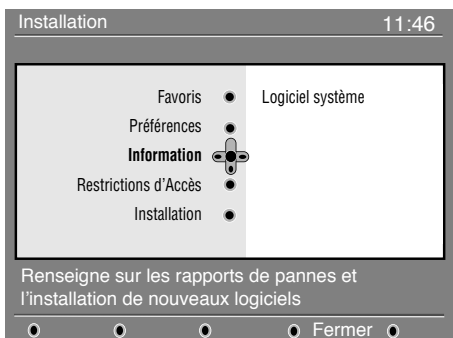 Installation 11:46
Favoris Logiciel système
Préférences
Information
Restrictions d'Accès
Installation
Renseigne sur les rapports de pannes et
l'installation de nouveaux logiciels
Fermer